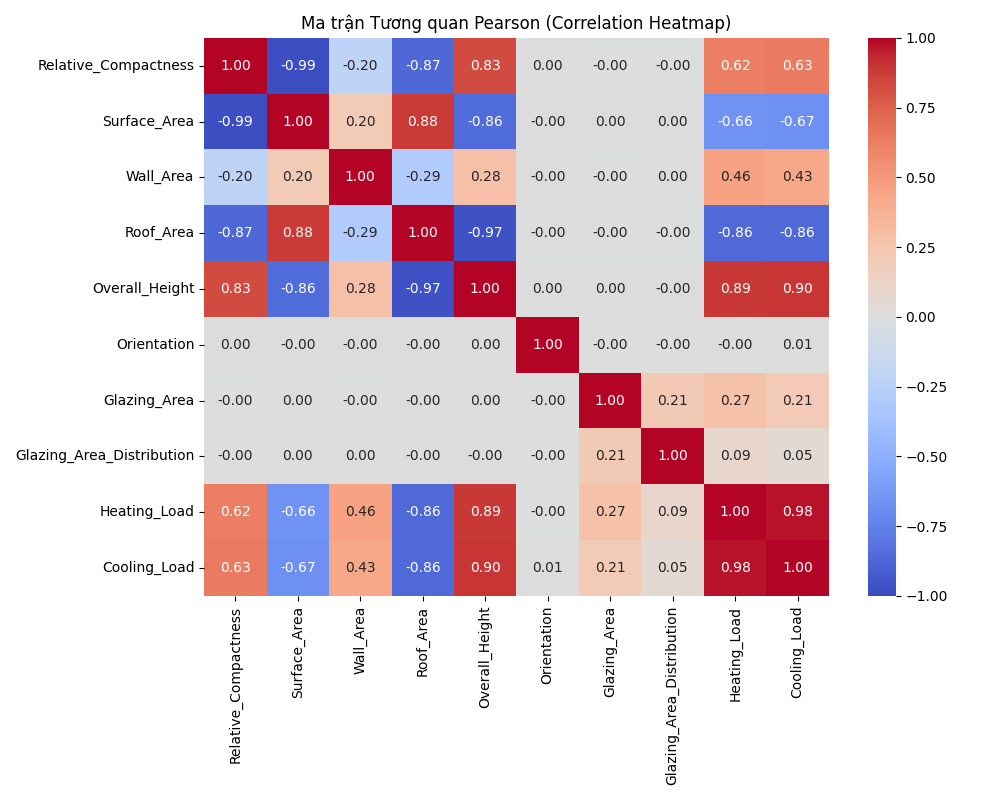 Ma trận Tương quan Pearson (Correlation Heatmap)
Relative_Compactness 1.00 -0.99 -0.20 -0.87 0.83 0.00 -0.00 -0.00 0.62 0.63
Surface_Area -0.99 1.00 0.20 0.88 -0.86 -0.00 0.00 0.00 -0.66 -0.67
Wall_Area -0.20 0.20 1.00 -0.29 0.28 -0.00 -0.00 0.00 0.46 0.43
Roof_Area -0.87 0.88 -0.29 1.00 -0.97 -0.00 -0.00 -0.00 -0.86 -0.86
Overall_Height 0.83 -0.86 0.28 -0.97 1.00 0.00 0.00 -0.00 0.89 0.90
Orientation 0.00 -0.00 -0.00 -0.00 0.00 1.00 -0.00 -0.00 -0.00 0.01
Glazing_Area -0.00 0.00 -0.00 -0.00 0.00 -0.00 1.00 0.21 0.27 0.21
Glazing_Area_Distribution -0.00 0.00 0.00 -0.00 -0.00 -0.00 0.21 1.00 0.09 0.05
Heating_Load 0.62 -0.66 0.46 -0.86 0.89 -0.00 0.27 0.09 1.00 0.98
Cooling_Load 0.63 -0.67 0.43 -0.86 0.90 0.01 0.21 0.05 0.98 1.00
Relative_Compactness
Surface_Area
Wall_Area
Roof_Area
Overall_Height
Orientation
Glazing_Area
Glazing_Area_Distribution
Heating_Load
Cooling_Load
1.00
0.75
0.50
0.25
0.00
−0.25
−0.50
−0.75
−1.00